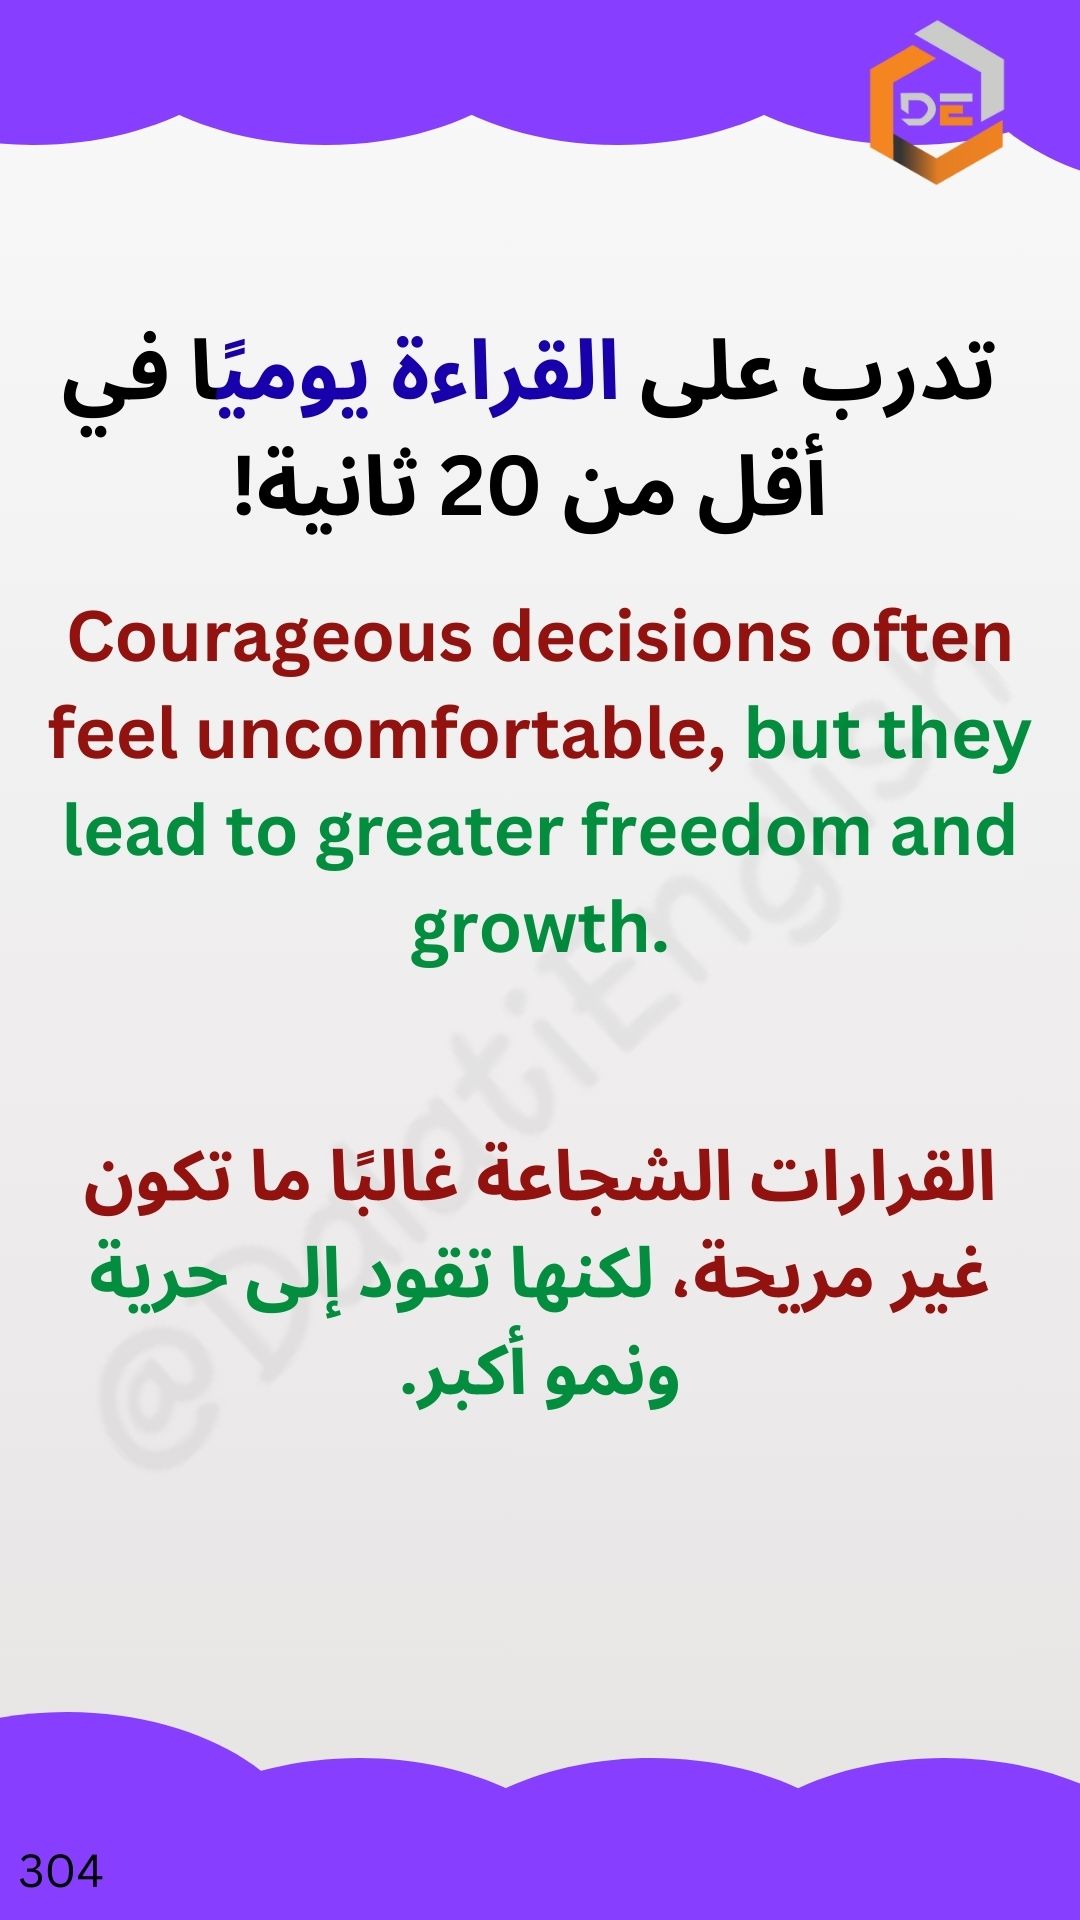 DE
تدرب على القراءة يوميًا في
أقل من 20 ثانية!
Courageous decisions often
feel uncomfortable, but they
lead to greater freedom and
growth.
@DalatiEnglish
القرارات الشجاعة غالبًا ما تكون
غير مريحة، لكنها تقود إلى حرية
ونمو أكبر.
304